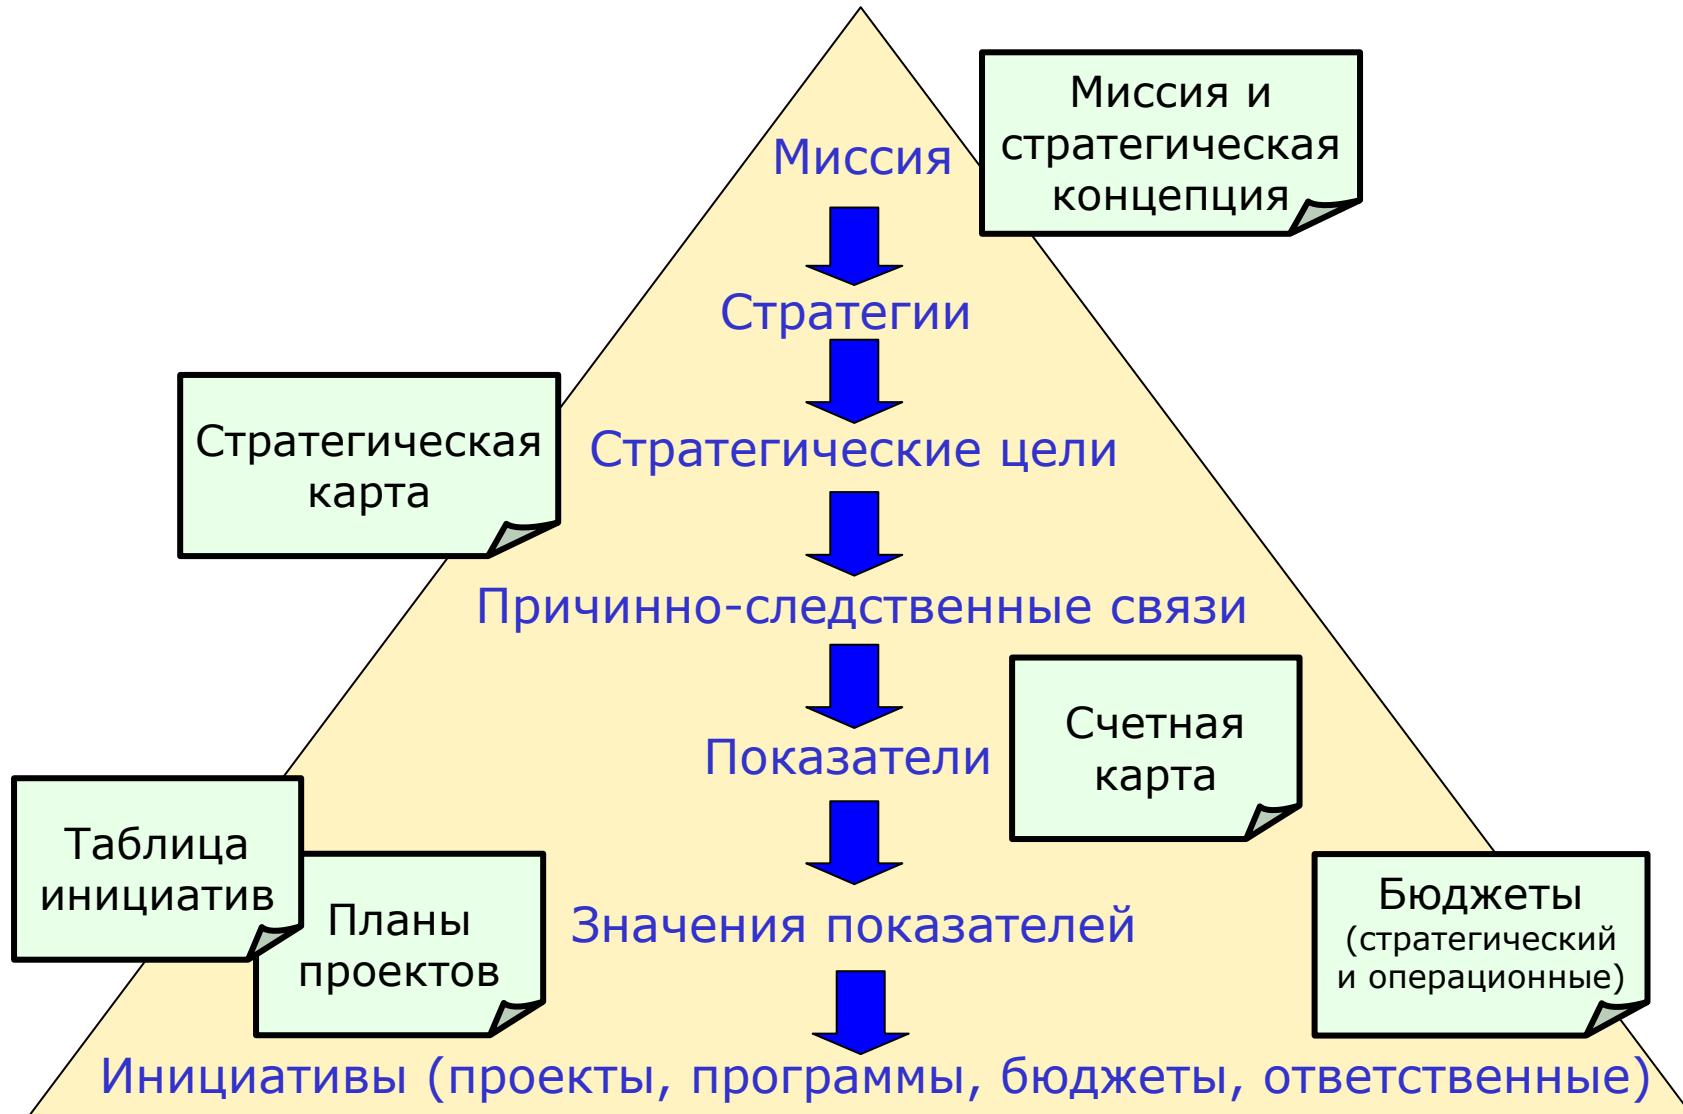 Миссия и
стратегическая
концепция
Миссия
Стратегии
Стратегическая
карта
Стратегические цели
Причинно-следственные связи
Счетная
карта
Показатели
Таблица
инициатив
Планы
проектов
Значения показателей
Бюджеты
(стратегический
и операционные)
Инициативы (проекты, программы, бюджеты, ответственные)